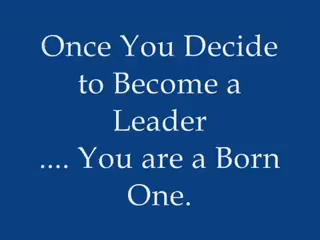 Once You Decide
to Become a
Leader
.... You are a Born
One.